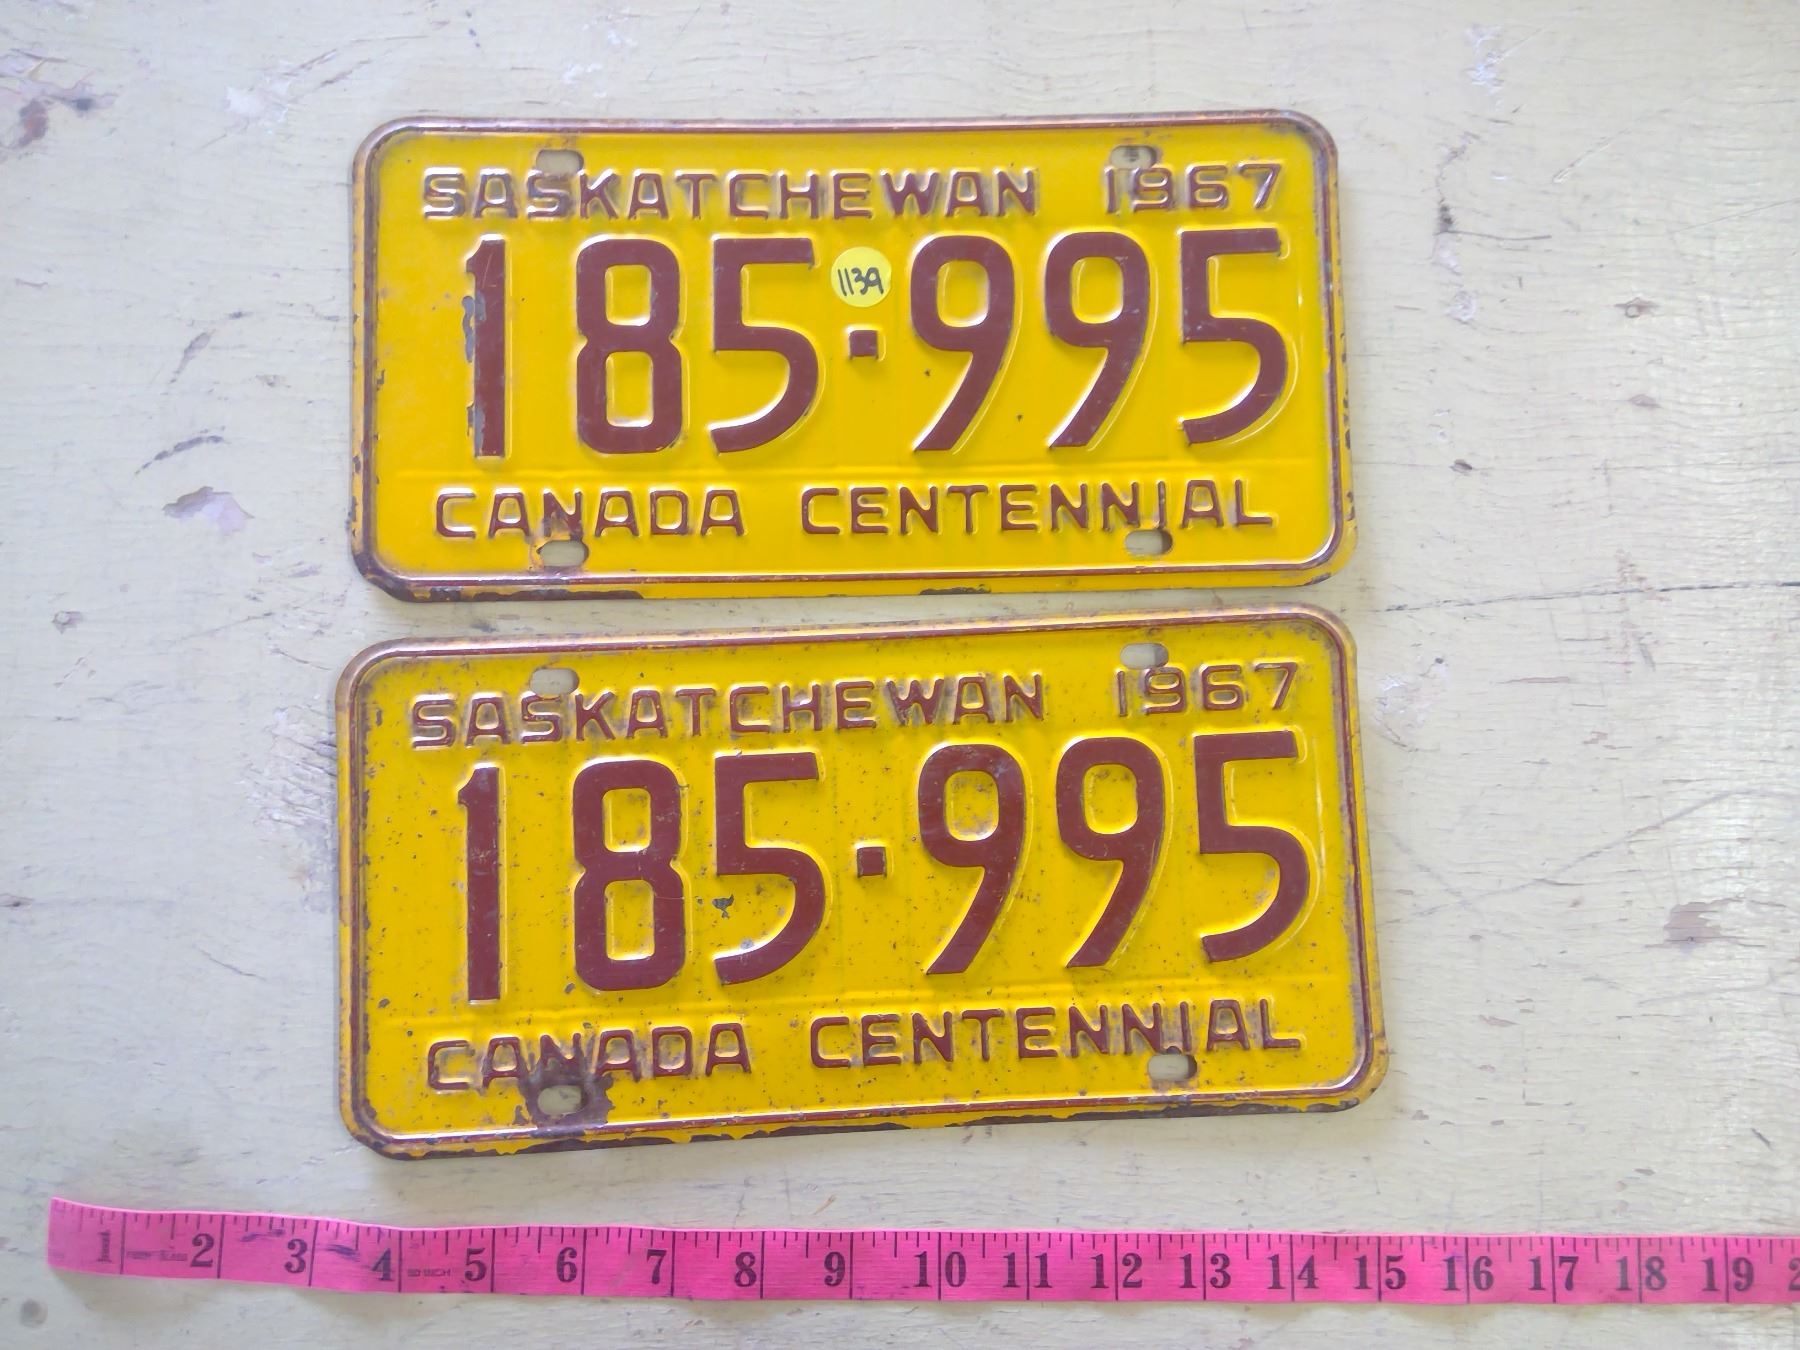 SASKATCHEWAN 1967
185·995
1139
CANADA CENTENNIAL
SASKATCHEWAN 1967
185·995
CANADA CENTENNIAL
1 2 3 4 5 6 7 8 9 10 11 12 13 14 15 16 17 18 19